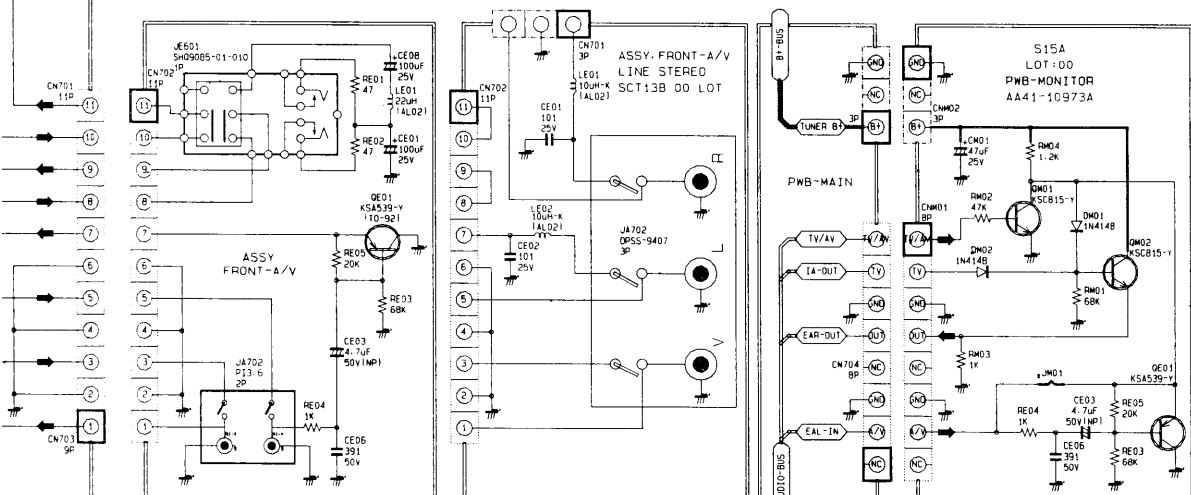 JE601
SH09085-01-010
1P
CN701
11P
CN702
11P
11
10
9
8
7
6
5
4
3
2
1
CN703
9P
11
10
9
8
7
6
5
4
3
2
1
RE01
47
RE02
47
CE08
100uF
25V
LE01
22uH
(AL02)
CE01
100uF
25V
QE01
KSA539-Y
(TO-92)
ASSY
FRONT-A/V
RE05
20K
RE03
68K
CE03
4.7uF
50V(NP)
JA702
PI3.6
2P
RE04
1K
CE06
391
50V
CN701
3P
LE01
10uH-K
(AL02)
CE01
101
25V
CN702
11P
11
10
9
8
7
6
5
4
3
2
1
ASSY.FRONT-A/V
LINE STEREO
SCT13B 00 LOT
LE02
10uH-K
(AL02)
CE02
101
25V
JA702
OPSS-9407
3P
R
L
V
B+-BUS
TUNER B+
3P
PWB-MAIN
GND
NC
B+
TV/AV
IA-OUT
EAR-OUT
EAL-IN
CN704
8P
TV/AV
TV
GND
OUT
NC
GND
A/V
NC
GND
NC
B+
CNM02
3P
CNM01
8P
TV/AV
TV
GND
OUT
NC
GND
A/V
NC
S15A
LOT:00
PWB-MONITOR
AA41-10973A
CM01
47uF
25V
RM04
1.2K
RM02
47K
QM01
KSC815-Y
DM01
1N4148
DM02
1N4148
QM02
KSC815-Y
RM01
68K
RM03
1K
JM01
QE01
KSA539-Y
RE04
1K
CE03
4.7uF
50V(NP)
RE05
20K
CE06
391
50V
RE03
68K